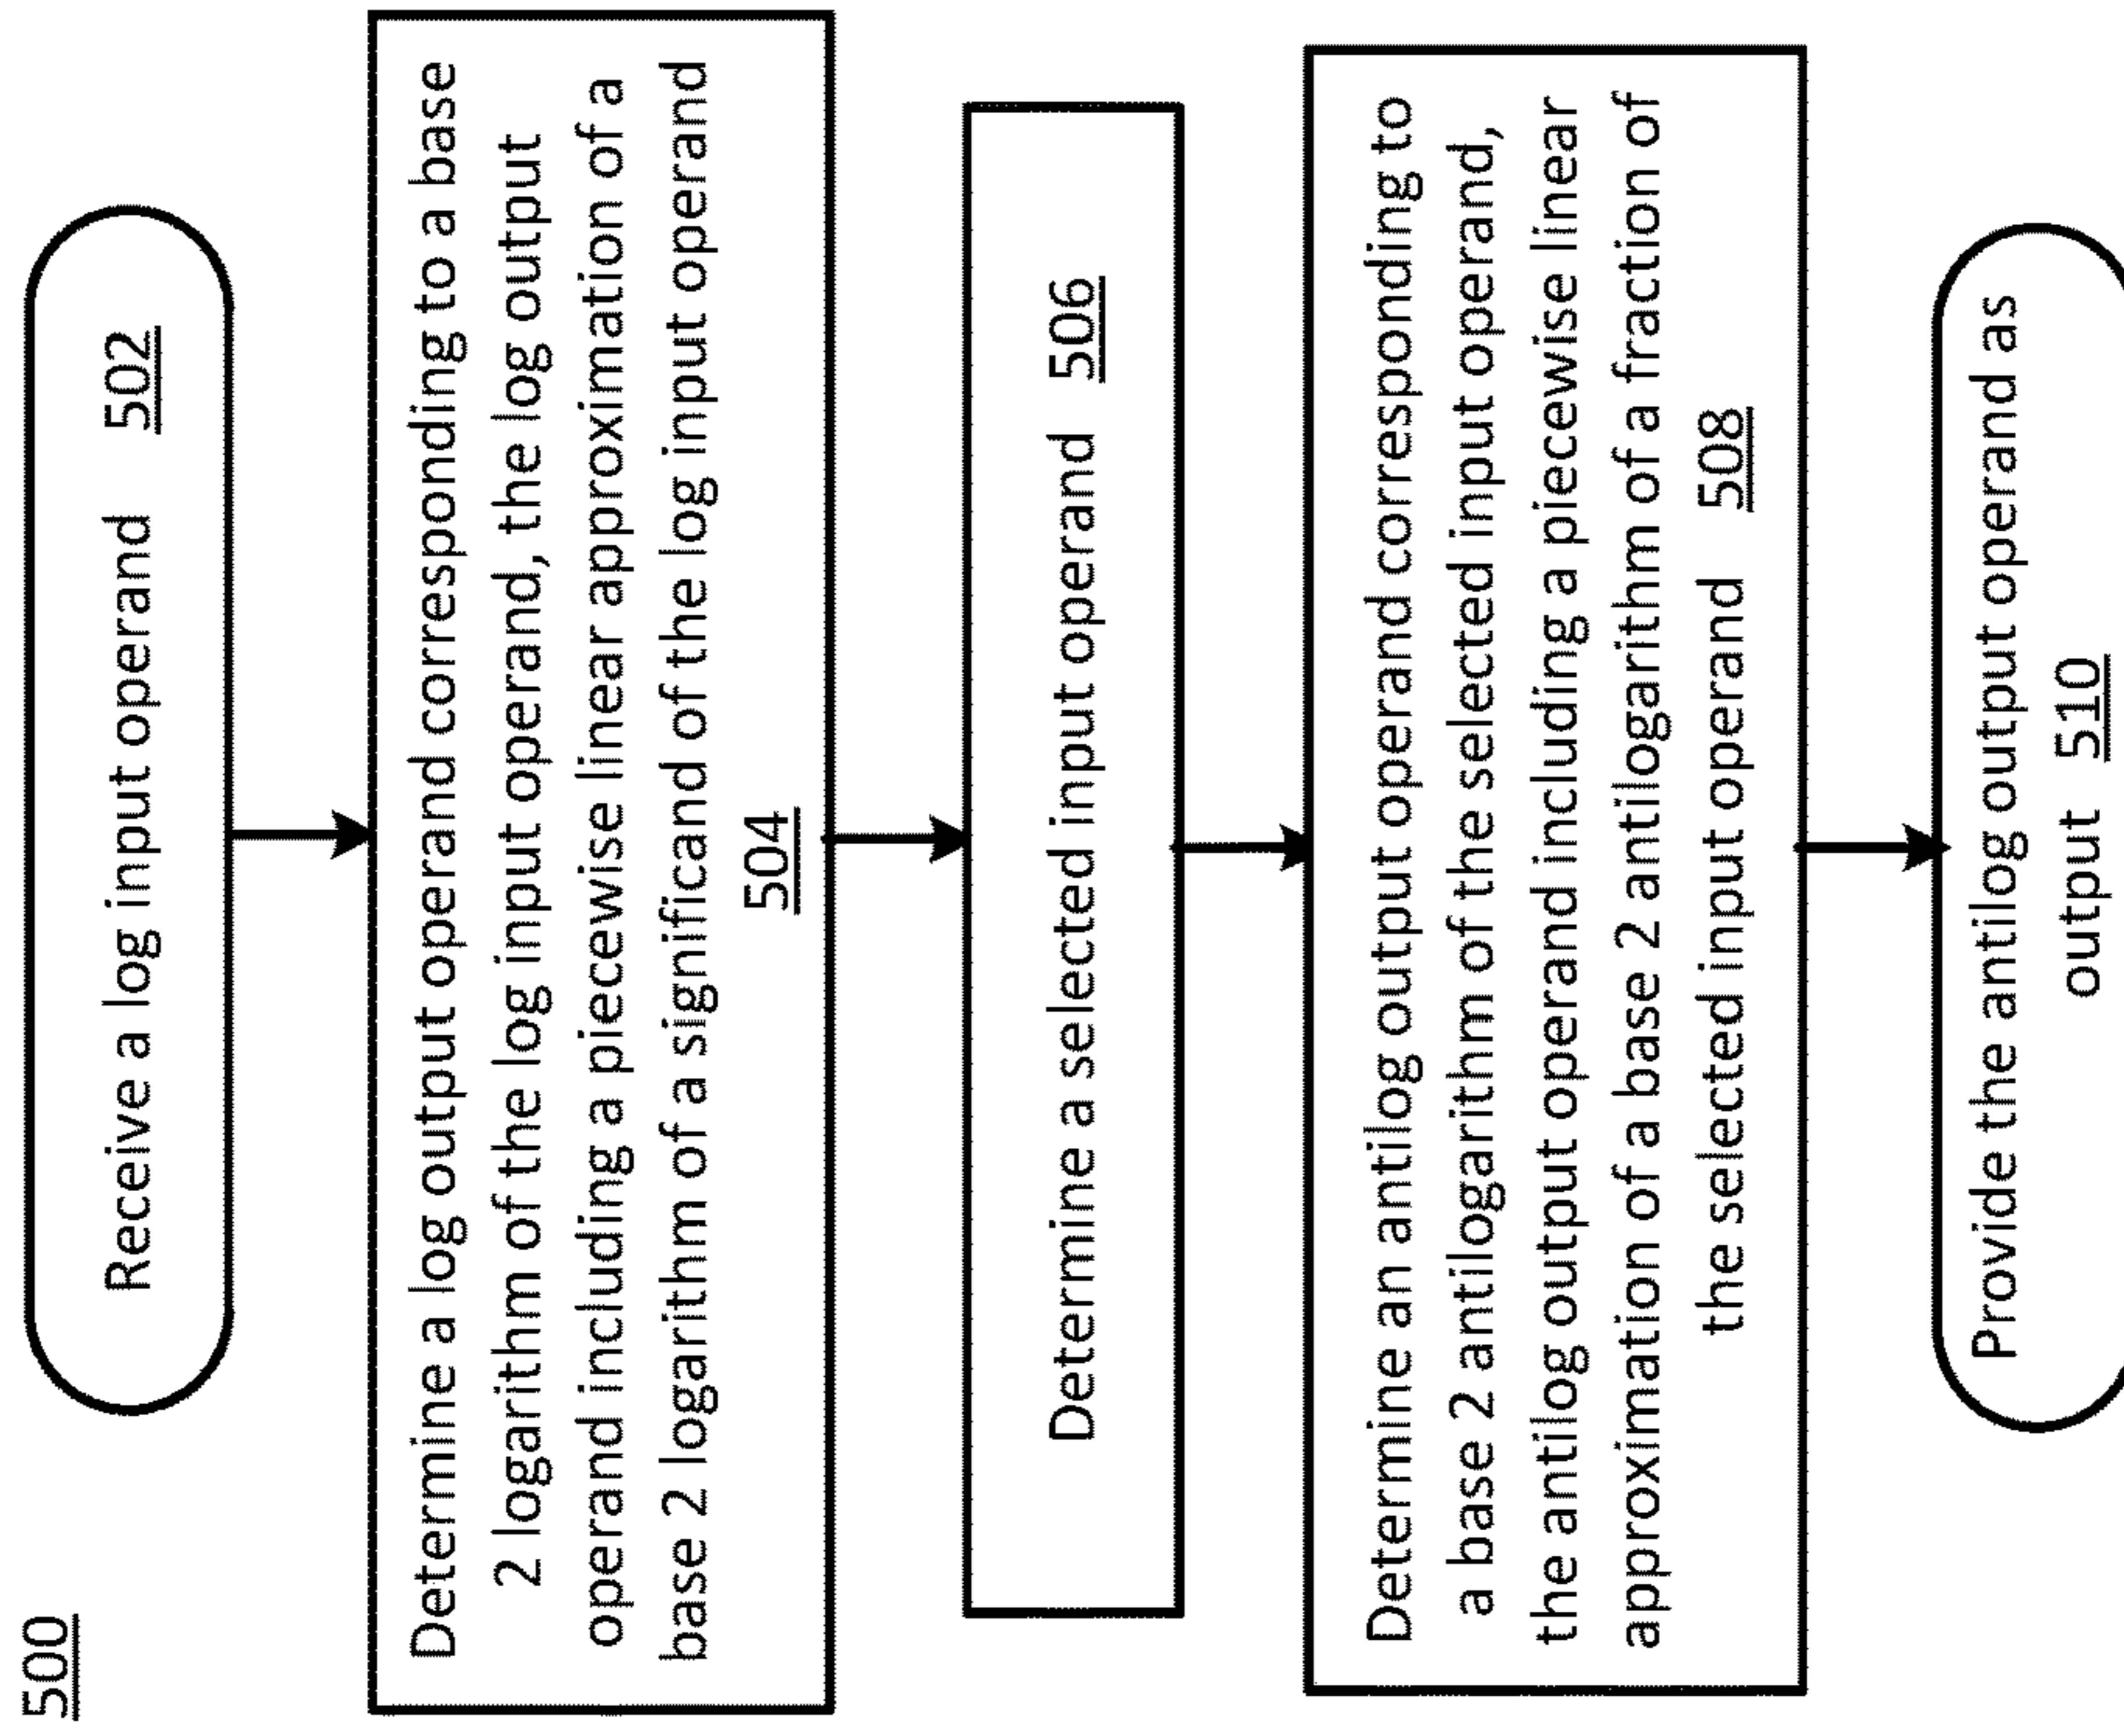 500
Receive a log input operand 502
Determine a log output operand corresponding to a base
2 logarithm of the log input operand, the log output
operand including a piecewise linear approximation of a
base 2 logarithm of a significand of the log input operand
504
Determine a selected input operand 506
Determine an antilog output operand corresponding to
a base 2 antilogarithm of the selected input operand,
the antilog output operand including a piecewise linear
approximation of a base 2 antilogarithm of a fraction of
the selected input operand 508
Provide the antilog output operand as
output 510